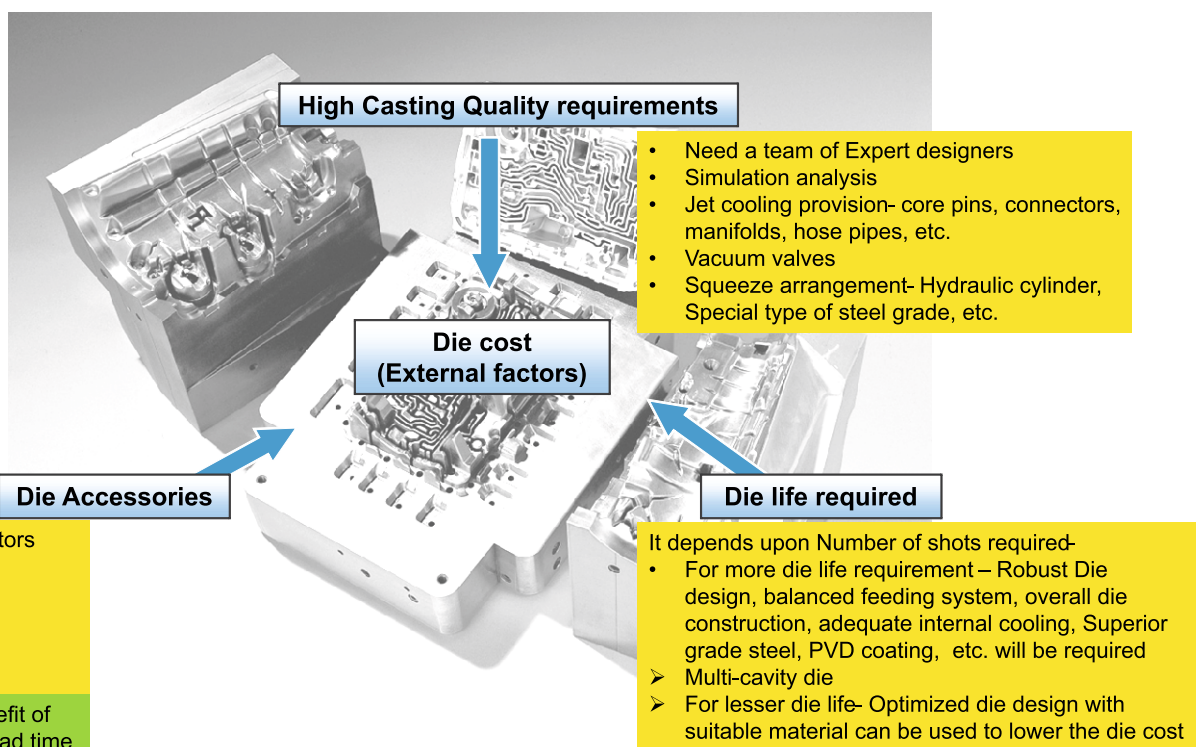 High Casting Quality requirements
• Need a team of Expert designers
• Simulation analysis
• Jet cooling provision- core pins, connectors,
manifolds, hose pipes, etc.
• Vacuum valves
• Squeeze arrangement- Hydraulic cylinder,
Special type of steel grade, etc.
Die cost
(External factors)
Die Accessories
tors
efit of
ad time
Die life required
It depends upon Number of shots required-
• For more die life requirement – Robust Die
design, balanced feeding system, overall die
construction, adequate internal cooling, Superior
grade steel, PVD coating, etc. will be required
➢ Multi-cavity die
➢ For lesser die life- Optimized die design with
suitable material can be used to lower the die cost